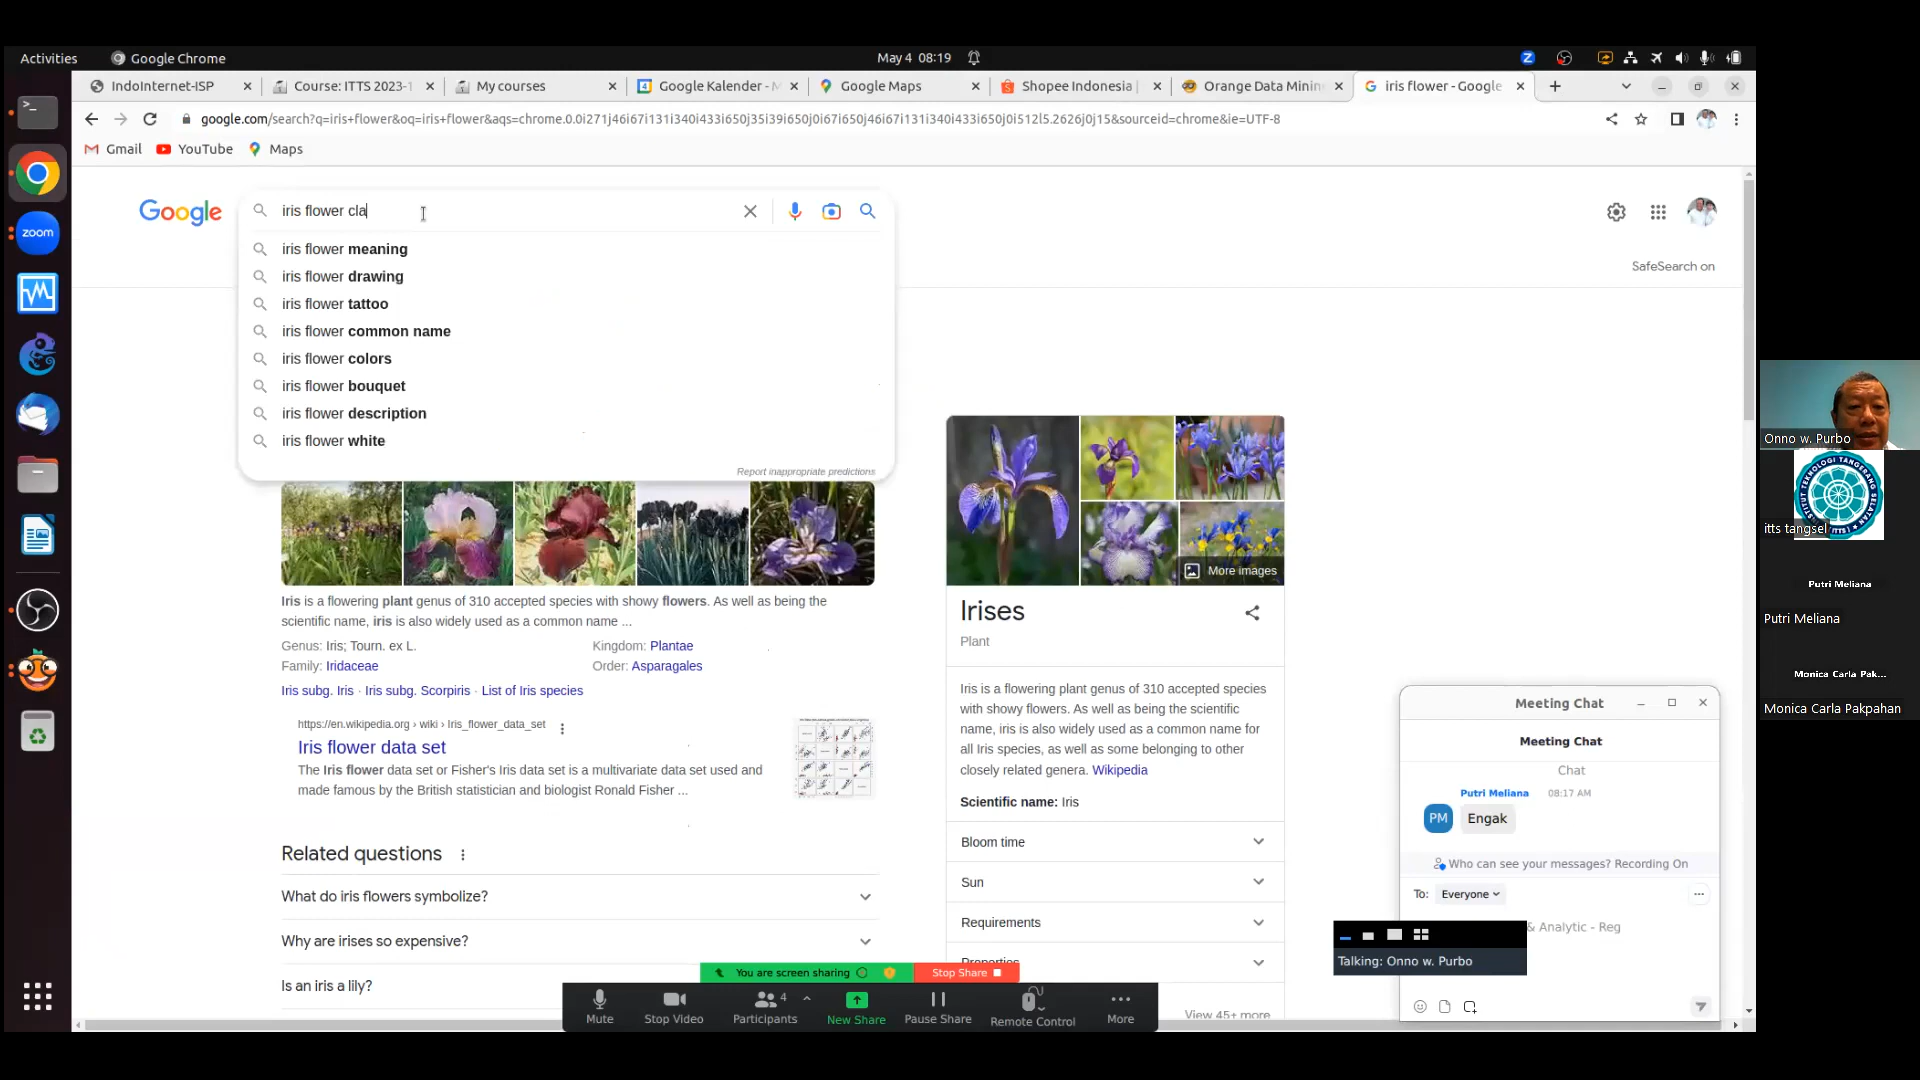 Activities
Google Chrome
May 4 08:19
IndoInternet-ISP
Course: ITTS 2023-1
My courses
Google Kalender - M
Google Maps
Shopee Indonesia |
Orange Data Minin
iris flower - Google
google.com/search?q=iris+flower&oq=iris+flower&aqs=chrome.0.0i271j46i67i131i340i433i650j35i39i650j0i67i650j46i67i131i340i433i650j0i512l5.2626j0j15&sourceid=chrome&ie=UTF-8
Gmail
YouTube
Maps
Google
iris flower cla
iris flower meaning
iris flower drawing
iris flower tattoo
iris flower common name
iris flower colors
iris flower bouquet
iris flower description
iris flower white
Report inappropriate predictions
SafeSearch on
zoom
Iris is a flowering plant genus of 310 accepted species with showy flowers. As well as being the
scientific name, iris is also widely used as a common name ...
Genus: Iris; Tourn. ex L.
Kingdom: Plantae
Family: Iridaceae
Order: Asparagales
Iris subg. Iris · Iris subg. Scorpiris · List of Iris species
https://en.wikipedia.org › wiki › Iris_flower_data_set
Iris flower data set
The Iris flower data set or Fisher's Iris data set is a multivariate data set used and
made famous by the British statistician and biologist Ronald Fisher ...
Related questions
What do iris flowers symbolize?
Why are irises so expensive?
Is an iris a lily?
More images
Irises
Plant
Iris is a flowering plant genus of 310 accepted species
with showy flowers. As well as being the scientific
name, iris is also widely used as a common name for
all Iris species, as well as some belonging to other
closely related genera. Wikipedia
Scientific name: Iris
Bloom time
Sun
Requirements
Properties
View 45+ more
You are screen sharing
Stop Share
Mute
Stop Video
4
Participants
New Share
Pause Share
Remote Control
More
Meeting Chat
Meeting Chat
Chat
Putri Meliana 08:17 AM
PM
Engak
Who can see your messages? Recording On
To: Everyone
& Analytic - Reg
Talking: Onno w. Purbo
Onno w. Purbo
INSTITUT TEKNOLOGI TANGERANG SELATAN
(ITTS)
itts tangsel
Putri Meliana
Putri Meliana
Monica Carla Pak...
Monica Carla Pakpahan